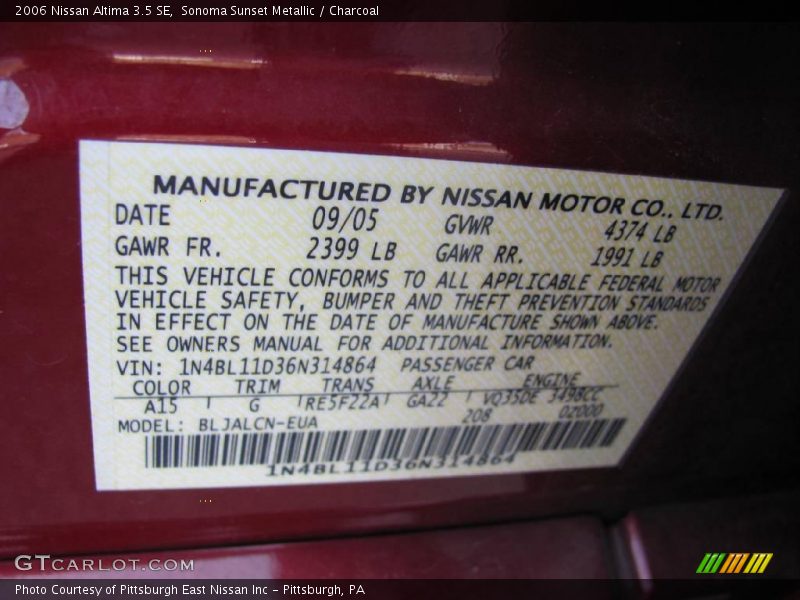 2006 Nissan Altima 3.5 SE,  Sonoma Sunset Metallic / Charcoal
MANUFACTURED BY NISSAN MOTOR CO., LTD.
DATE 09/05 GVWR 4374 LB
GAWR FR. 2399 LB GAWR RR. 1991 LB
THIS VEHICLE CONFORMS TO ALL APPLICABLE FEDERAL MOTOR
VEHICLE SAFETY, BUMPER AND THEFT PREVENTION STANDARDS
IN EFFECT ON THE DATE OF MANUFACTURE SHOWN ABOVE.
SEE OWNERS MANUAL FOR ADDITIONAL INFORMATION.
VIN: 1N4BL11D36N314864 PASSENGER CAR
COLOR TRIM TRANS AXLE ENGINE
A15 G RE5F22A GA22 VQ35DE 3498CC
MODEL: BLJALCN-EUA 208 0Z000
1N4BL11D36N314864
GTCARLOT.COM
Photo Courtesy of Pittsburgh East Nissan Inc - Pittsburgh, PA